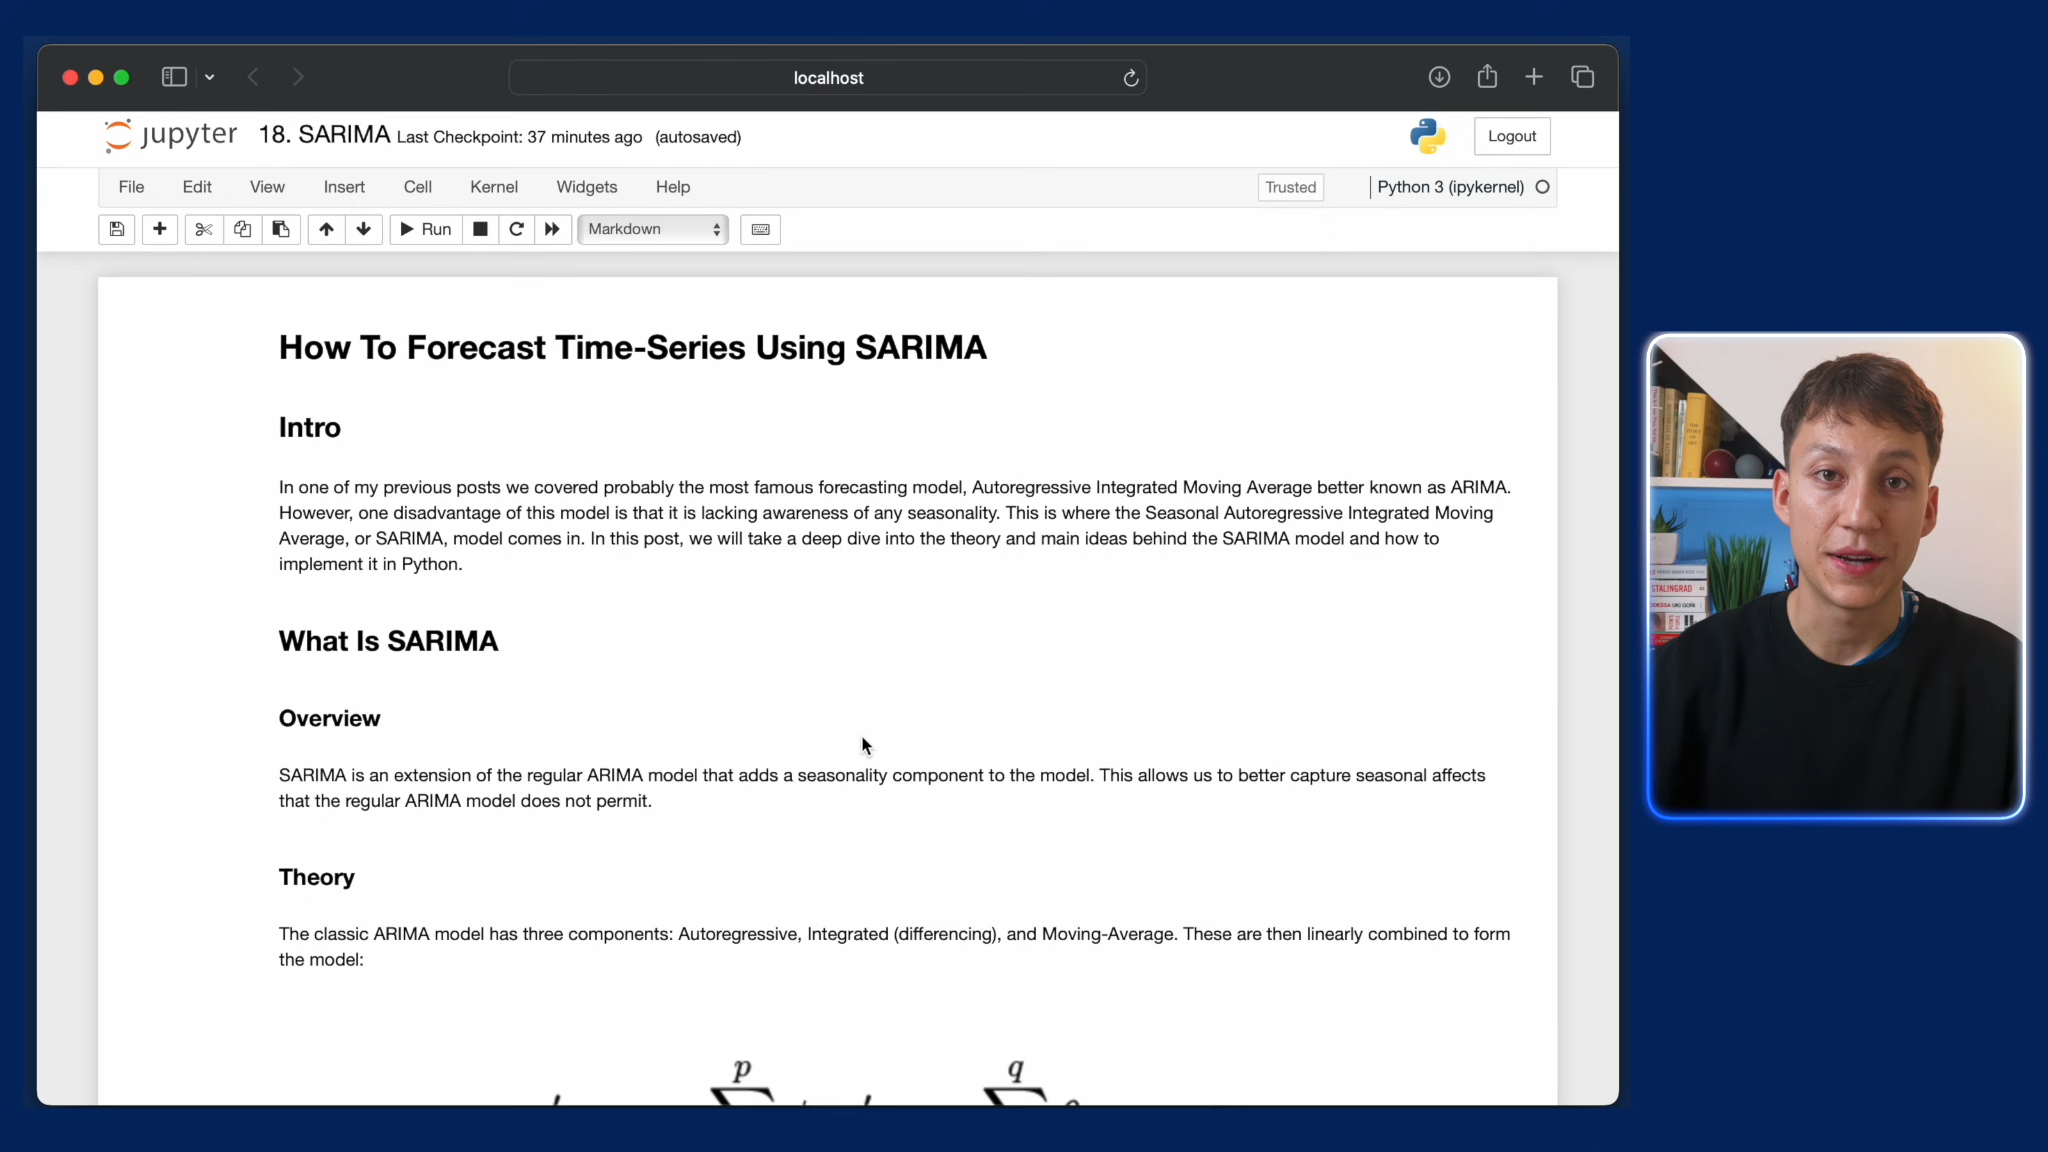 localhost
jupyter 18. SARIMA Last Checkpoint: 37 minutes ago (autosaved)
Logout
File Edit View Insert Cell Kernel Widgets Help
Trusted
Python 3 (ipykernel)
Run
Markdown
How To Forecast Time-Series Using SARIMA
Intro
In one of my previous posts we covered probably the most famous forecasting model, Autoregressive Integrated Moving Average better known as ARIMA.
However, one disadvantage of this model is that it is lacking awareness of any seasonality. This is where the Seasonal Autoregressive Integrated Moving
Average, or SARIMA, model comes in. In this post, we will take a deep dive into the theory and main ideas behind the SARIMA model and how to
implement it in Python.
What Is SARIMA
Overview
SARIMA is an extension of the regular ARIMA model that adds a seasonality component to the model. This allows us to better capture seasonal affects
that the regular ARIMA model does not permit.
Theory
The classic ARIMA model has three components: Autoregressive, Integrated (differencing), and Moving-Average. These are then linearly combined to form
the model:
p q
STALINGRAD